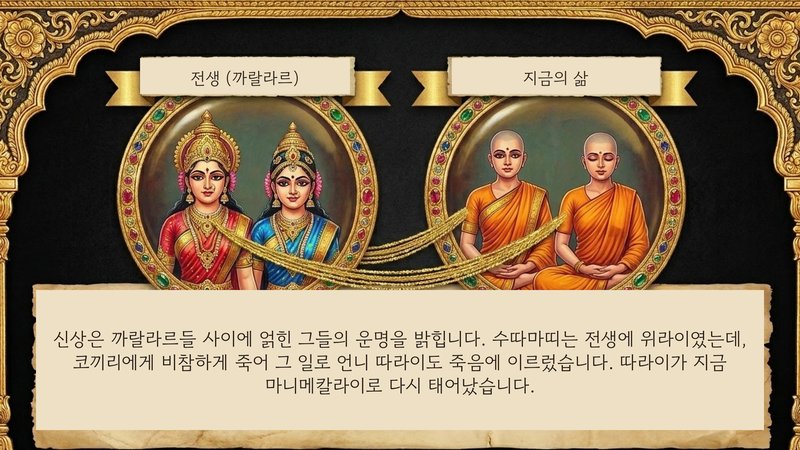 전생 (까랄라르)
지금의 삶
신상은 까랄라르들 사이에 얽힌 그들의 운명을 밝힙니다. 수따마띠는 전생에 위라이였는데,
코끼리에게 비참하게 죽어 그 일로 언니 따라이도 죽음에 이르렀습니다. 따라이가 지금
마니메칼라이로 다시 태어났습니다.